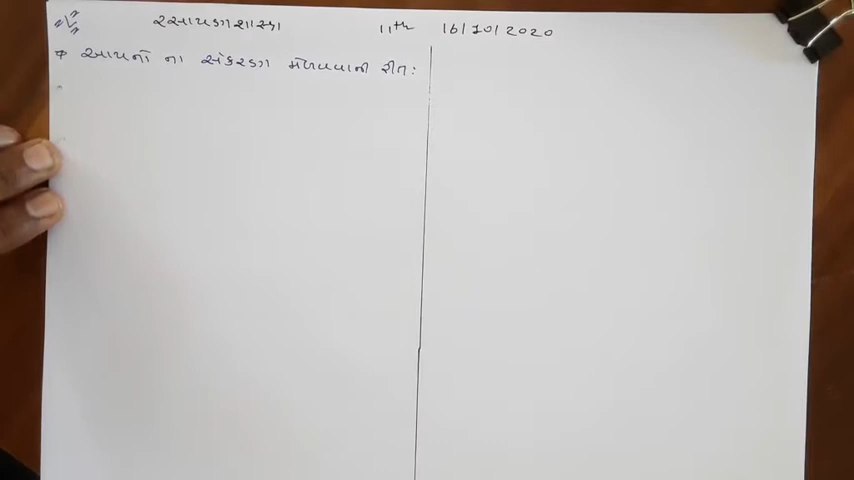 રસાયણશાસ્ત્ર 11th 16/10/2020
* આયનો ના સંકરણ મેળવવાની રીત: